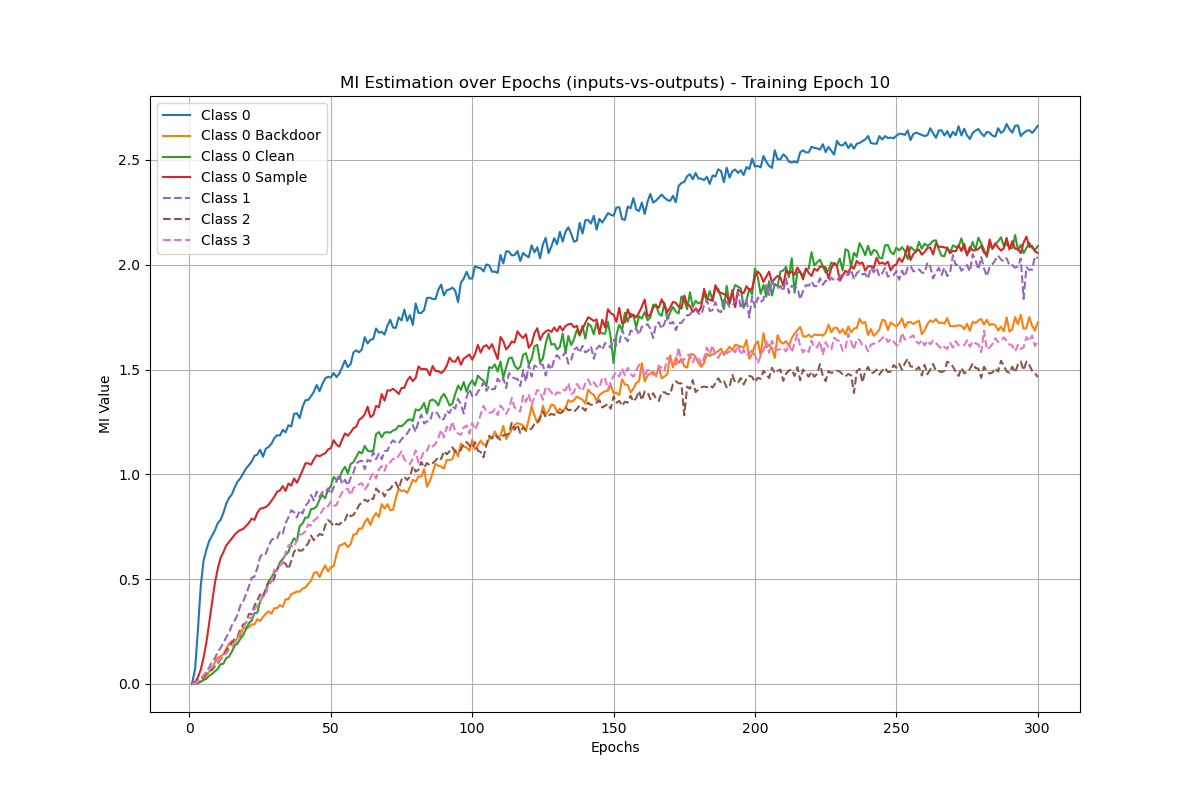 MI Estimation over Epochs (inputs-vs-outputs) - Training Epoch 10
Class 0
Class 0 Backdoor
Class 0 Clean
Class 0 Sample
Class 1
Class 2
Class 3
MI Value
2.5
2.0
1.5
1.0
0.5
0.0
0 50 100 150 200 250 300
Epochs